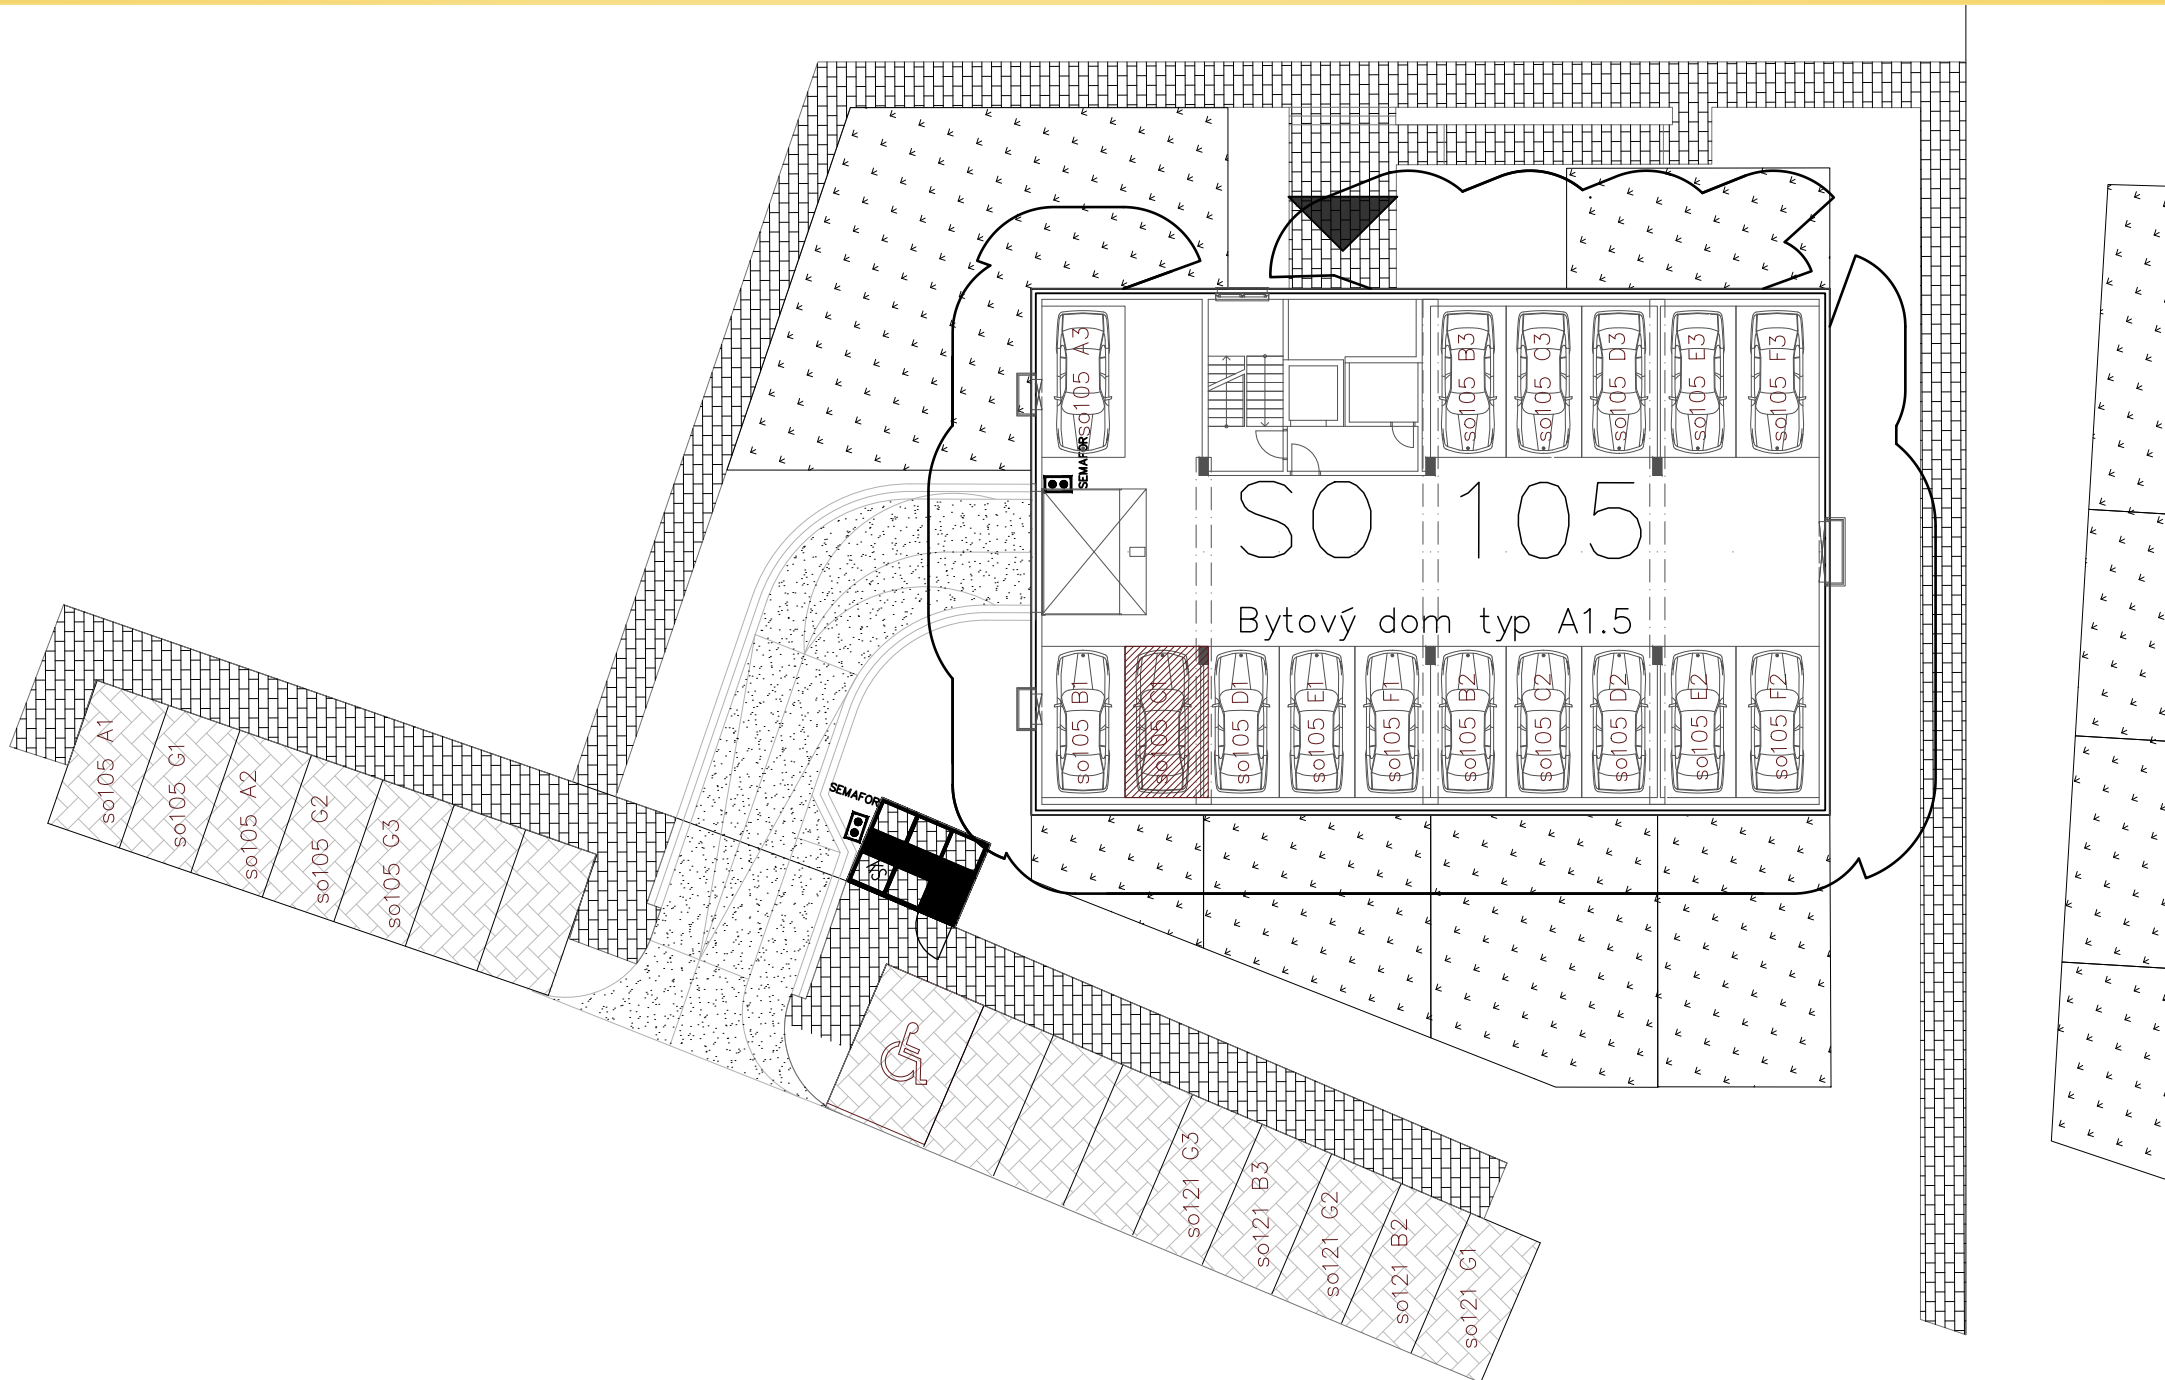 so105 A3
so105 B3
so105 C3
so105 D3
so105 E3
so105 F3
SEMAFOR
SO 105
Bytový dom typ A1.5
so105 B1
so105 C1
so105 D1
so105 E1
so105 F1
so105 B2
so105 C2
so105 D2
so105 E2
so105 F2
so105 A1
so105 G1
so105 A2
so105 G2
so105 G3
SEMAFOR
so121 G3
so121 B3
so121 G2
so121 B2
so121 G1